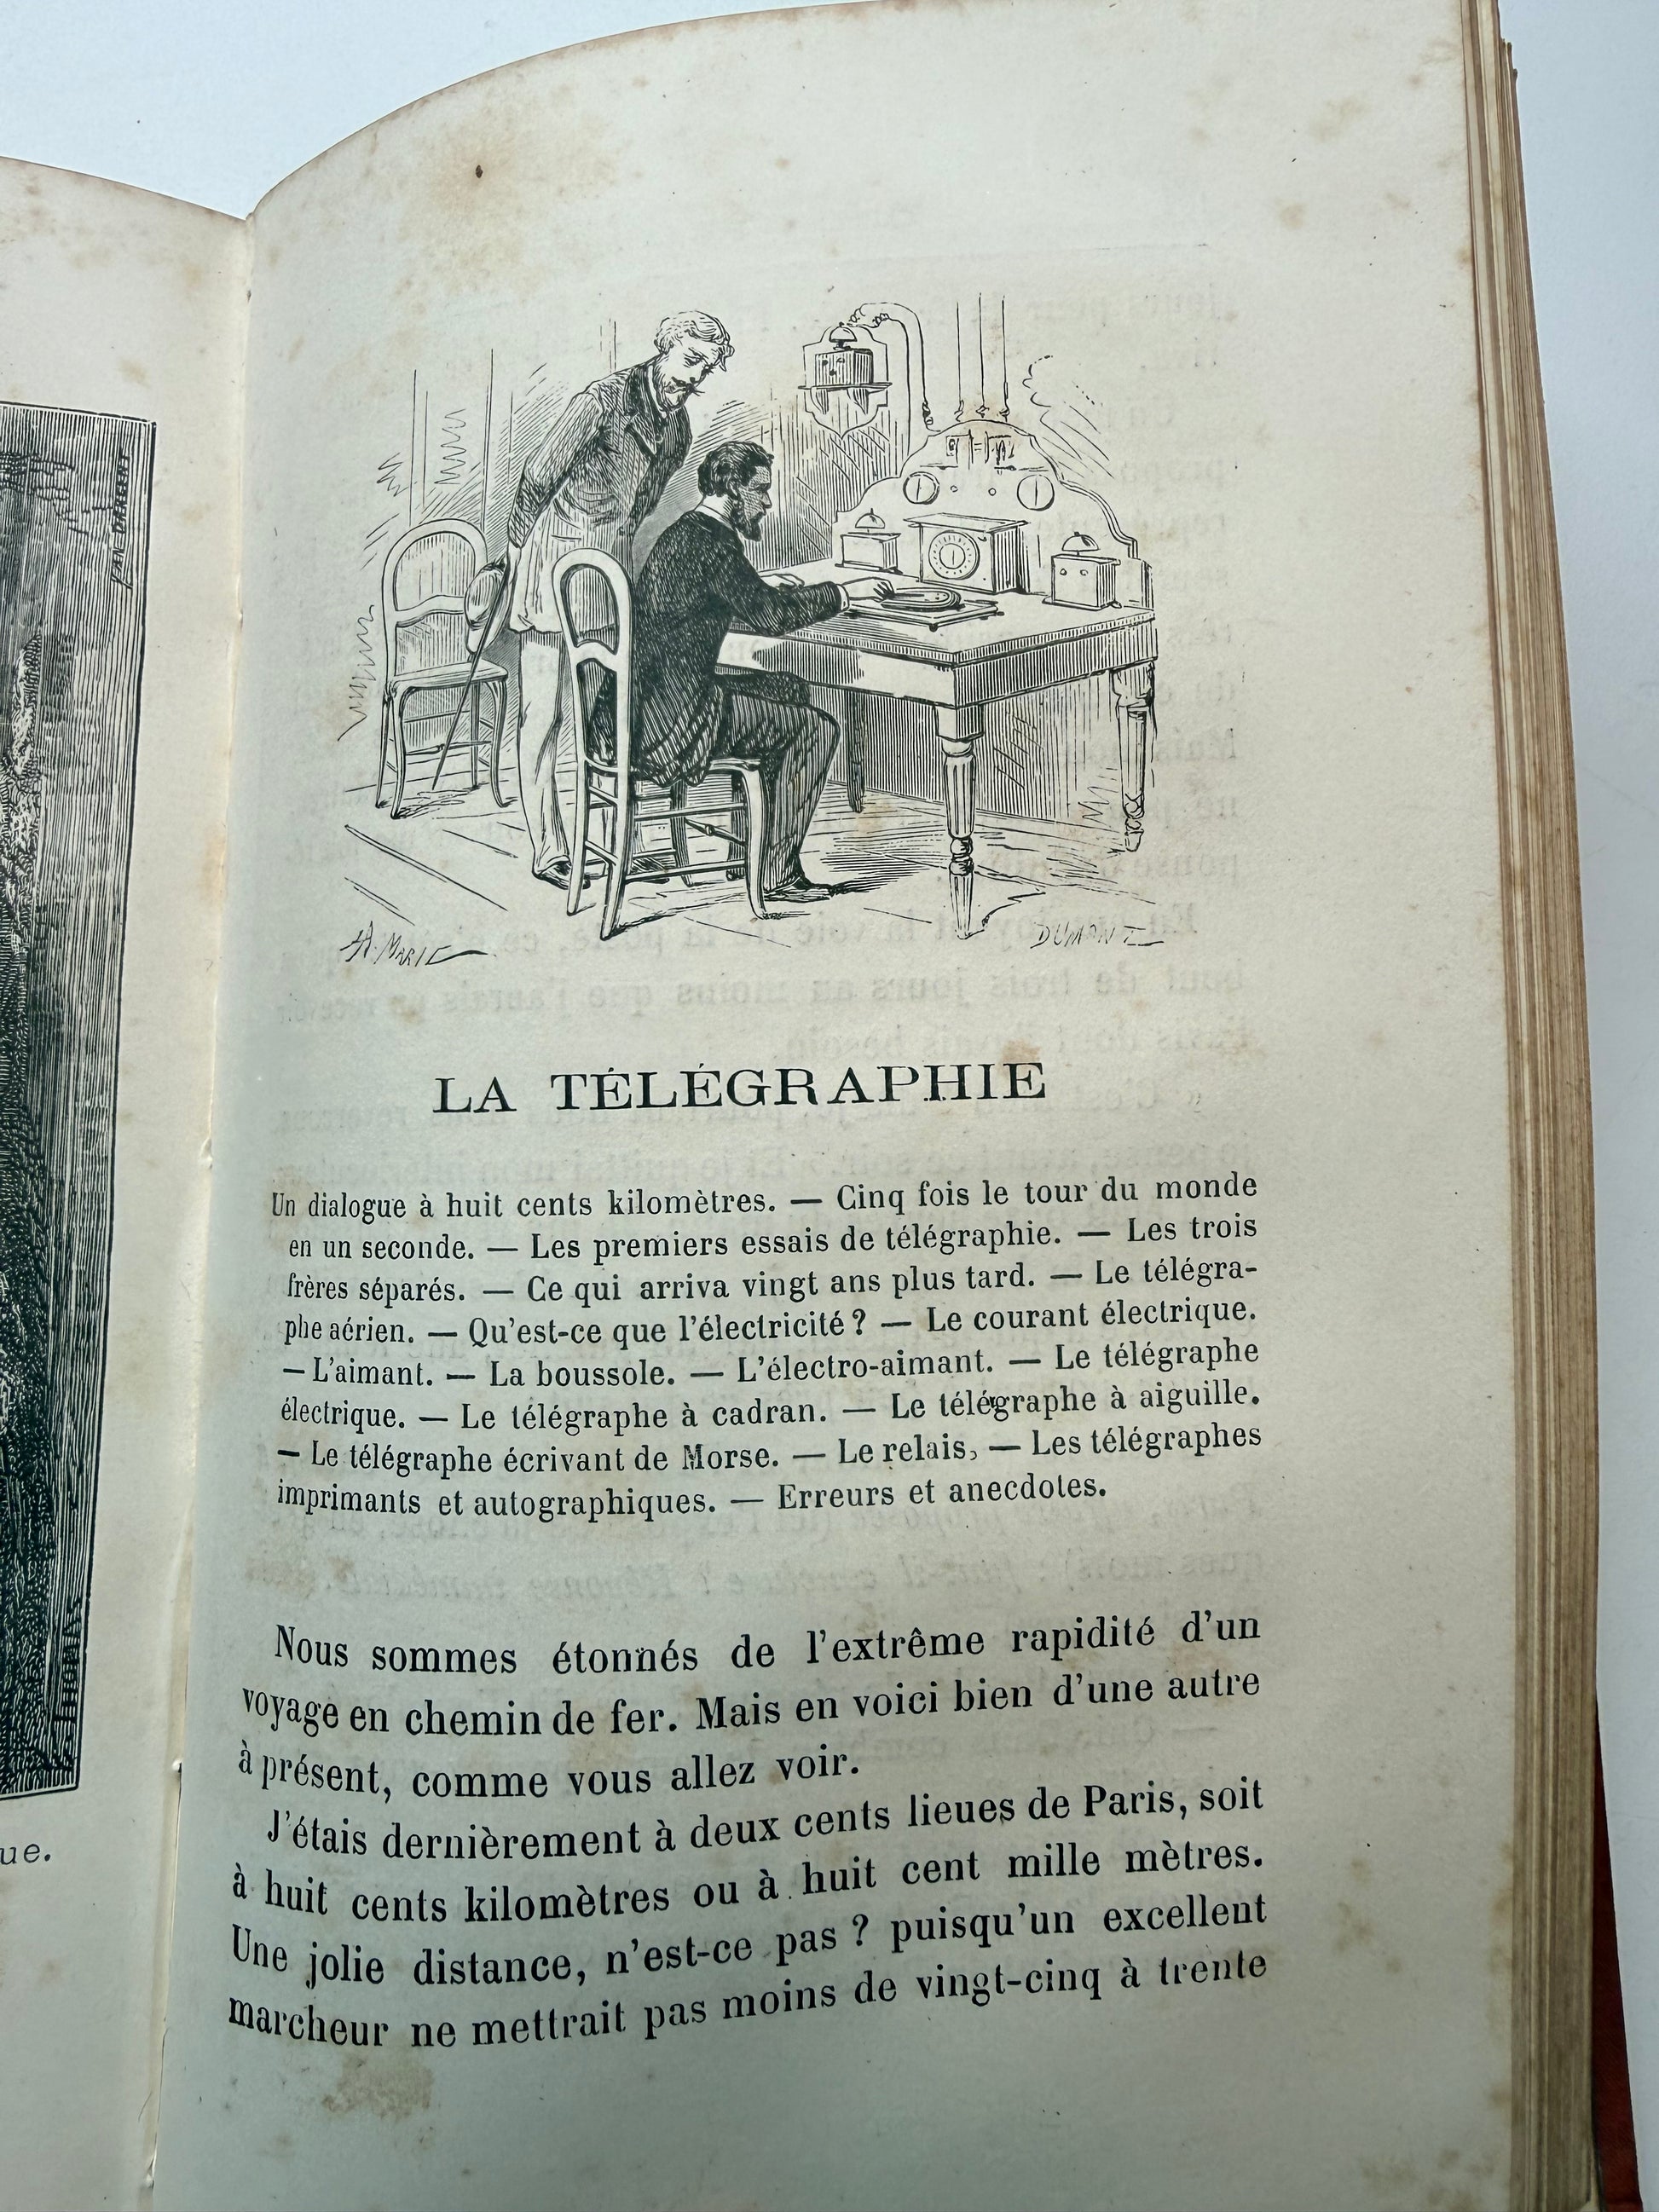 ue.
A. MARIE
DUMONT
LA TÉLÉGRAPHIE
Un dialogue à huit cents kilomètres. — Cinq fois le tour du monde
en un seconde. — Les premiers essais de télégraphie. — Les trois
frères séparés. — Ce qui arriva vingt ans plus tard. — Le télégra-
phe aérien. — Qu'est-ce que l'électricité ? — Le courant électrique.
— L'aimant. — La boussole. — L'électro-aimant. — Le télégraphe
électrique. — Le télégraphe à cadran. — Le télégraphe à aiguille.
— Le télégraphe écrivant de Morse. — Le relais, — Les télégraphes
imprimants et autographiques. — Erreurs et anecdotes.
Nous sommes étonnés de l'extrême rapidité d'un
voyage en chemin de fer. Mais en voici bien d'une autre
à présent, comme vous allez voir.
J'étais dernièrement à deux cents lieues de Paris, soit
à huit cents kilomètres ou à huit cent mille mètres.
Une jolie distance, n'est-ce pas ? puisqu'un excellent
marcheur ne mettrait pas moins de vingt-cinq à trente